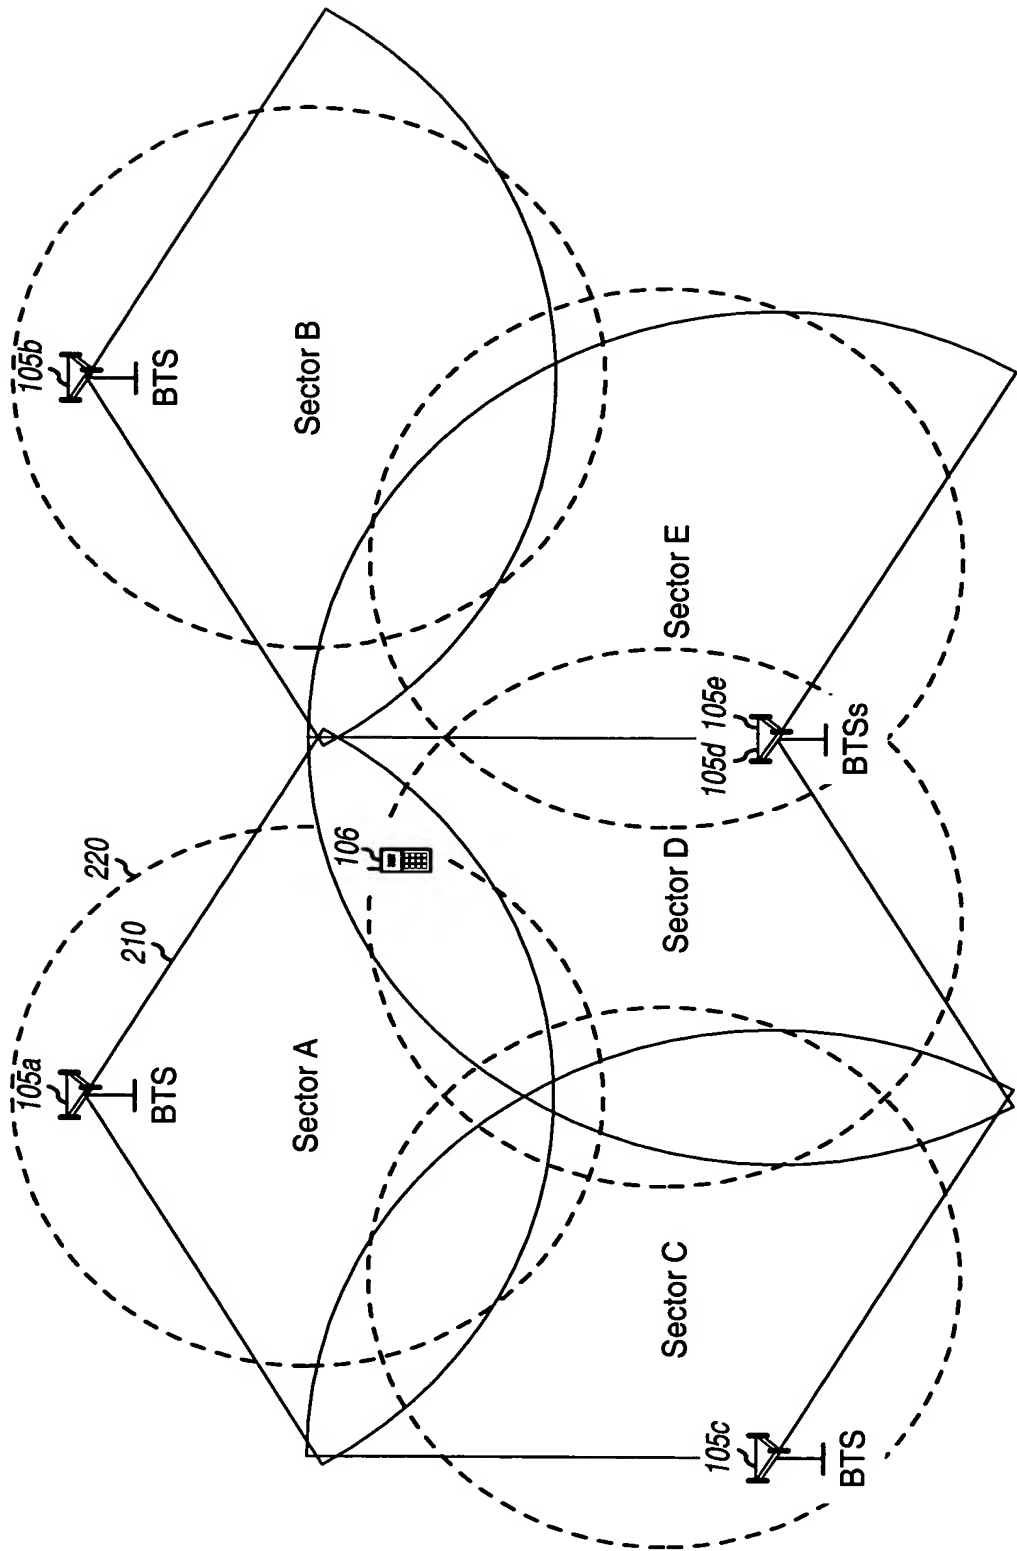 105a
105b
220
210
BTS
BTS
Sector A
Sector B
106
Sector C
Sector D
Sector E
105c
105d
105e
BTS
BTSs